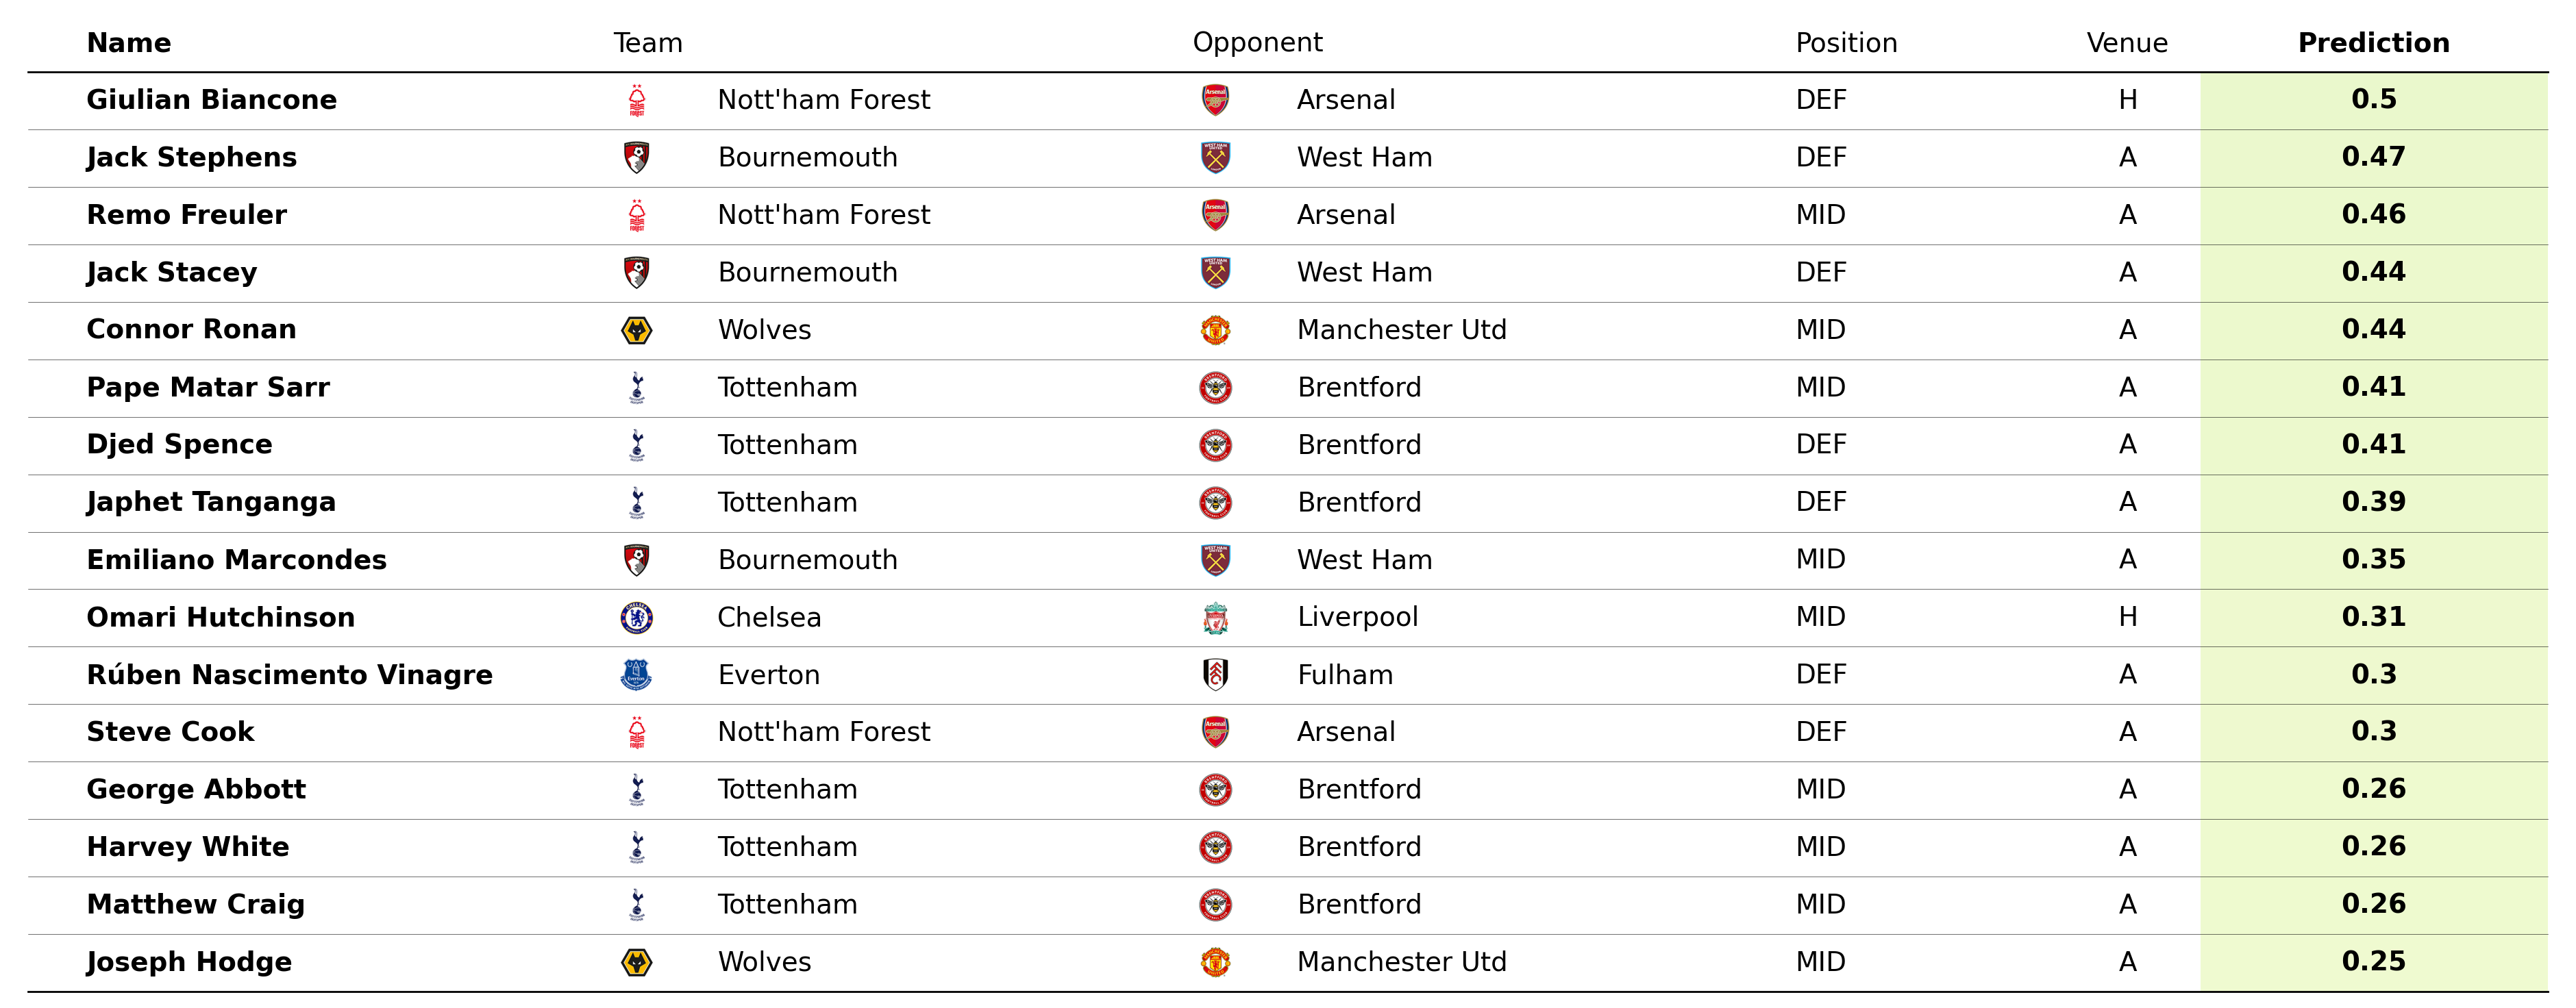 Name Team Opponent Position Venue Prediction
Giulian Biancone Nott'ham Forest Arsenal DEF H 0.5
Jack Stephens Bournemouth West Ham DEF A 0.47
Remo Freuler Nott'ham Forest Arsenal MID A 0.46
Jack Stacey Bournemouth West Ham DEF A 0.44
Connor Ronan Wolves Manchester Utd MID A 0.44
Pape Matar Sarr Tottenham Brentford MID A 0.41
Djed Spence Tottenham Brentford DEF A 0.41
Japhet Tanganga Tottenham Brentford DEF A 0.39
Emiliano Marcondes Bournemouth West Ham MID A 0.35
Omari Hutchinson Chelsea Liverpool MID H 0.31
Rúben Nascimento Vinagre Everton Fulham DEF A 0.3
Steve Cook Nott'ham Forest Arsenal DEF A 0.3
George Abbott Tottenham Brentford MID A 0.26
Harvey White Tottenham Brentford MID A 0.26
Matthew Craig Tottenham Brentford MID A 0.26
Joseph Hodge Wolves Manchester Utd MID A 0.25